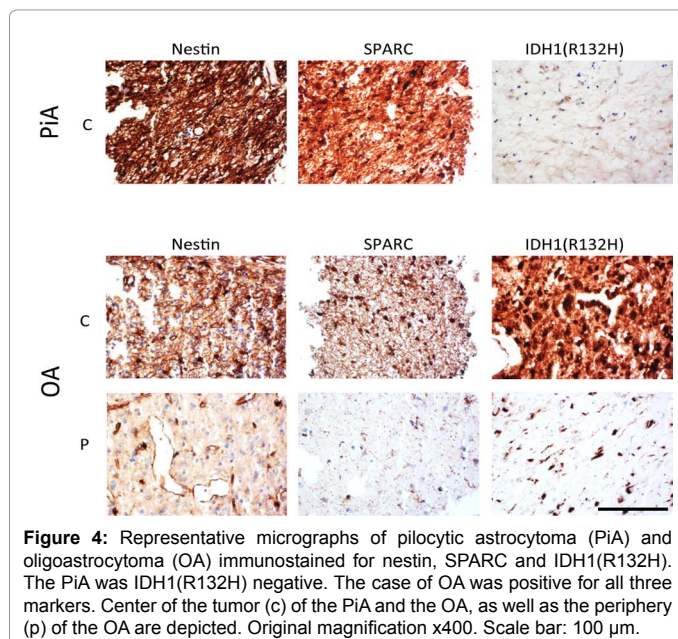 Nestin SPARC IDH1(R132H)
PiA
C
Nestin SPARC IDH1(R132H)
C
OA
P
Figure 4: Representative micrographs of pilocytic astrocytoma (PiA) and
oligoastrocytoma (OA) immunostained for nestin, SPARC and IDH1(R132H).
The PiA was IDH1(R132H) negative. The case of OA was positive for all three
markers. Center of the tumor (c) of the PiA and the OA, as well as the periphery
(p) of the OA are depicted. Original magnification x400. Scale bar: 100 μm.